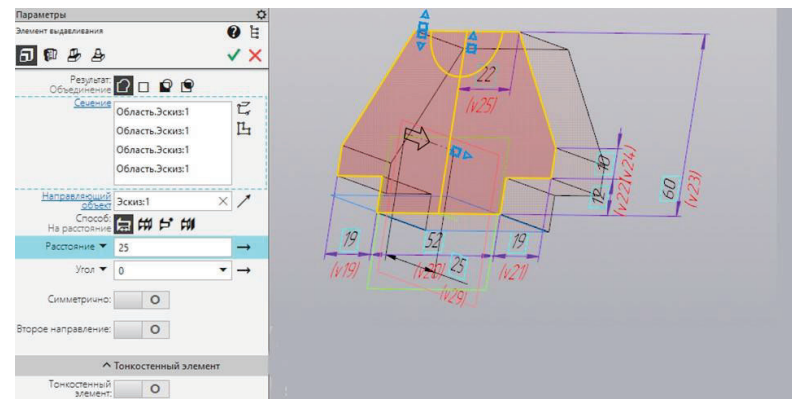 Параметры
Элемент выдавливания
Результат:
Объединение
Сечение
Область.Эскиз:1
Область.Эскиз:1
Область.Эскиз:1
Область.Эскиз:1
Направляющий
объект
Эскиз:1
Способ:
На расстояние
Расстояние
25
Угол
0
Симметрично:
Второе направление:
Тонкостенный элемент
Тонкостенный
элемент:
22
(v25)
10
(v24)
12
(v22)
60
(v23)
19
(v19)
52
(v20)
25
(v29)
19
(v21)